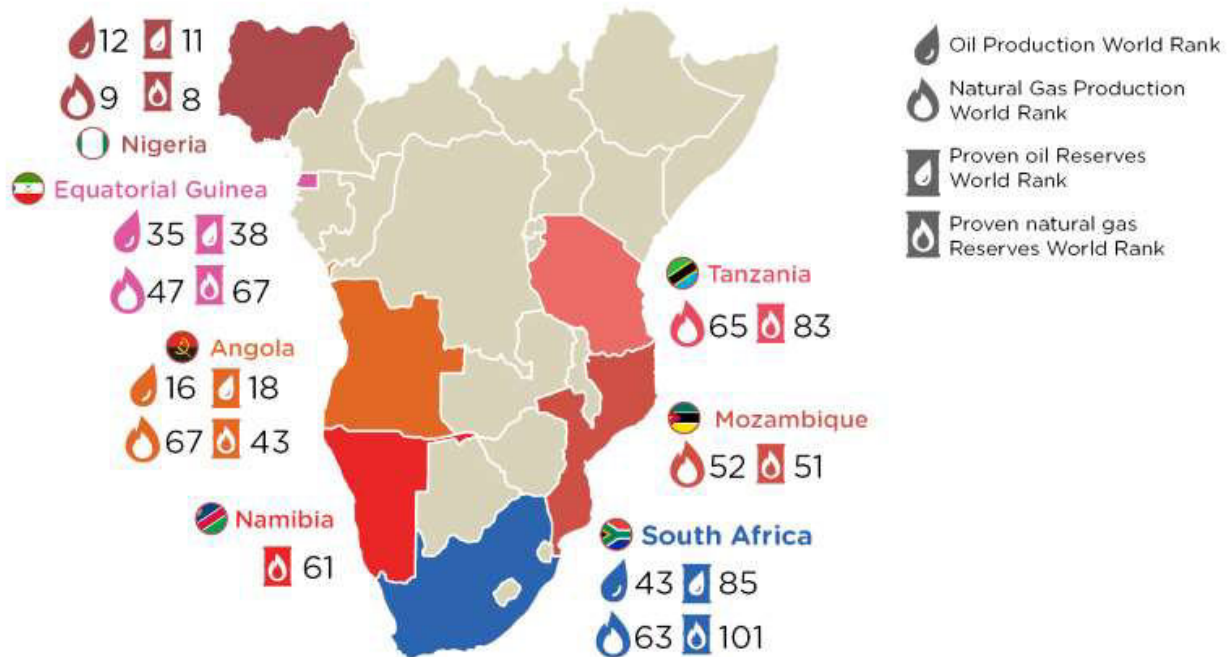 12 11
9 8
Nigeria
Equatorial Guinea
35 38
47 67
Angola
16 18
67 43
Namibia
61
Oil Production World Rank
Natural Gas Production
World Rank
Proven oil Reserves
World Rank
Proven natural gas
Reserves World Rank
Tanzania
65 83
Mozambique
52 51
South Africa
43 85
63 101